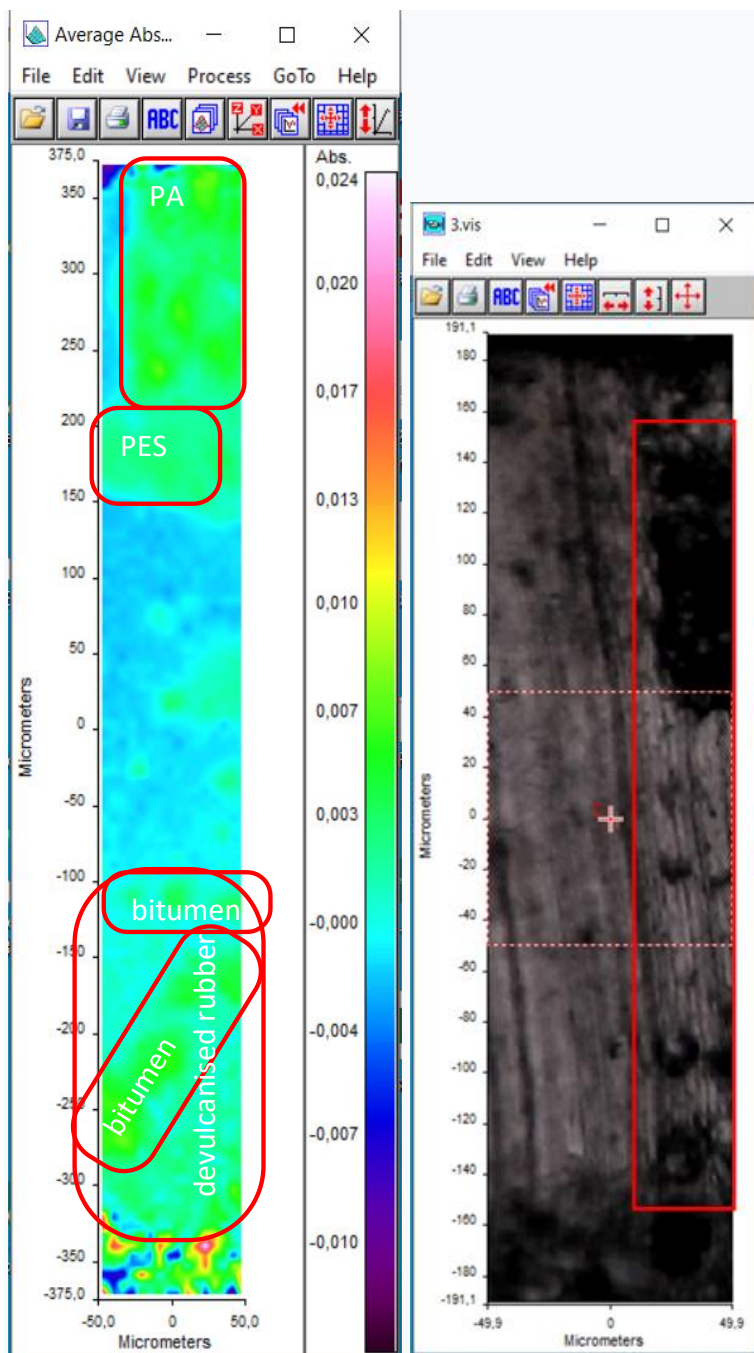 Average Abs...
File Edit View Process GoTo Help
ABC
375,0
350
300
250
200
150
100
50
0
-50
-100
-150
-200
-250
-300
-350
-375,0
Micrometers
-50,0 0 50,0
Micrometers
PA
PES
bitumen
bitumen
devulcanised rubber
Abs.
0,024
0,020
0,017
0,013
0,010
0,007
0,003
-0,000
-0,004
-0,007
-0,010
3.vis
File Edit View Help
ABC
191,1
180
160
140
120
100
80
60
40
20
0
-20
-40
-60
-80
-100
-120
-140
-160
-180
-191,1
Micrometers
-49,9 0 49,9
Micrometers